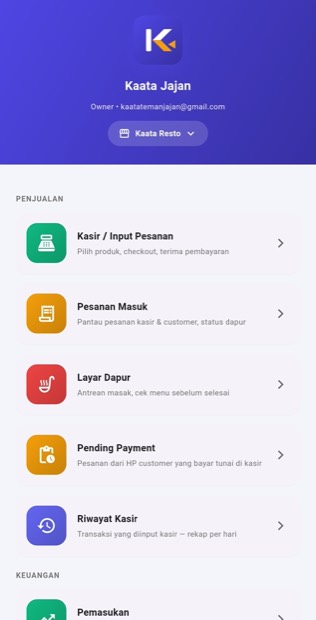 Kaata Jajan
Owner • kaatatemanjajan@gmail.com
Kaata Resto
PENJUALAN
Kasir / Input Pesanan
Pilih produk, checkout, terima pembayaran
Pesanan Masuk
Pantau pesanan kasir & customer, status dapur
Layar Dapur
Antrean masak, cek menu sebelum selesai
Pending Payment
Pesanan dari HP customer yang bayar tunai di kasir
Riwayat Kasir
Transaksi yang diinput kasir — rekap per hari
KEUANGAN
Pemasukan